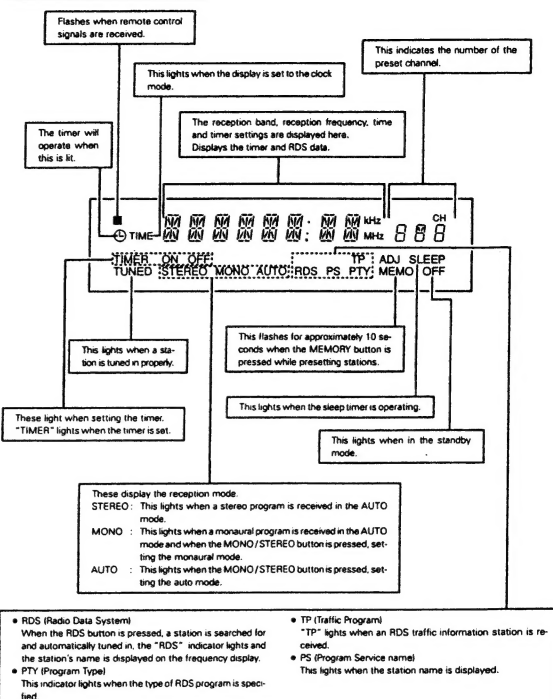 Flashes when remote control
signals are received.
This indicates the number of the
preset channel.
This lights when the display is set to the clock
mode.
The reception band, reception frequency, time
and timer settings are displayed here.
Displays the timer and RDS data.
The timer will
operate when
this is lit.
TIME
kHz
MHz
CH
TIMER ON OFF
TP ADJ SLEEP
TUNED STEREO MONO AUTO RDS PS PTY MEMO OFF
This lights when a sta-
tion is tuned in properly.
This flashes for approximately 10 se-
conds when the MEMORY button is
pressed while presetting stations.
This lights when the sleep timer is operating.
These light when setting the timer.
"TIMER" lights when the timer is set.
This lights when in the standby
mode.
These display the reception mode.
STEREO : This lights when a stereo program is received in the AUTO
mode.
MONO : This lights when a monaural program is received in the AUTO
mode and when the MONO/STEREO button is pressed, set-
ting the monaural mode.
AUTO : This lights when the MONO/STEREO button is pressed, set-
ting the auto mode.
• RDS (Radio Data System)
When the RDS button is pressed, a station is searched for
and automatically tuned in, the "RDS" indicator lights and
the station's name is displayed on the frequency display.
• PTY (Program Type)
This indicator lights when the type of RDS program is speci-
fied
• TP (Traffic Program)
"TP" lights when an RDS traffic information station is re-
ceived.
• PS (Program Service name)
This lights when the station name is displayed.